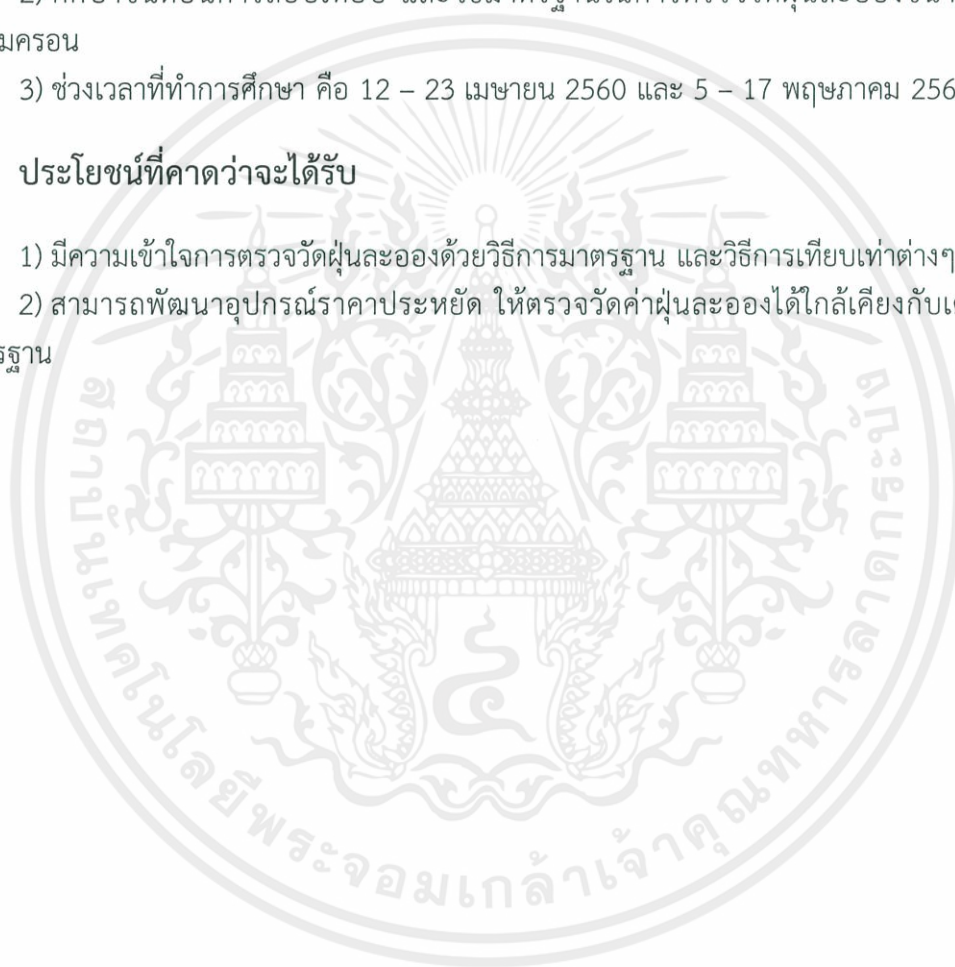 มครอน
3) ช่วงเวลาที่ทำการศึกษา คือ 12 – 23 เมษายน 2560 และ 5 – 17 พฤษภาคม 256
ประโยชน์ที่คาดว่าจะได้รับ
1) มีความเข้าใจการตรวจวัดฝุ่นละอองด้วยวิธีการมาตรฐาน และวิธีการเทียบเท่าต่างๆ
2) สามารถพัฒนาอุปกรณ์ราคาประหยัด ให้ตรวจวัดค่าฝุ่นละอองได้ใกล้เคียงกับเค
รฐาน
สถาบันเทคโนโลยีพระจอมเกล้าเจ้าคุณทหารลาดกระบัง